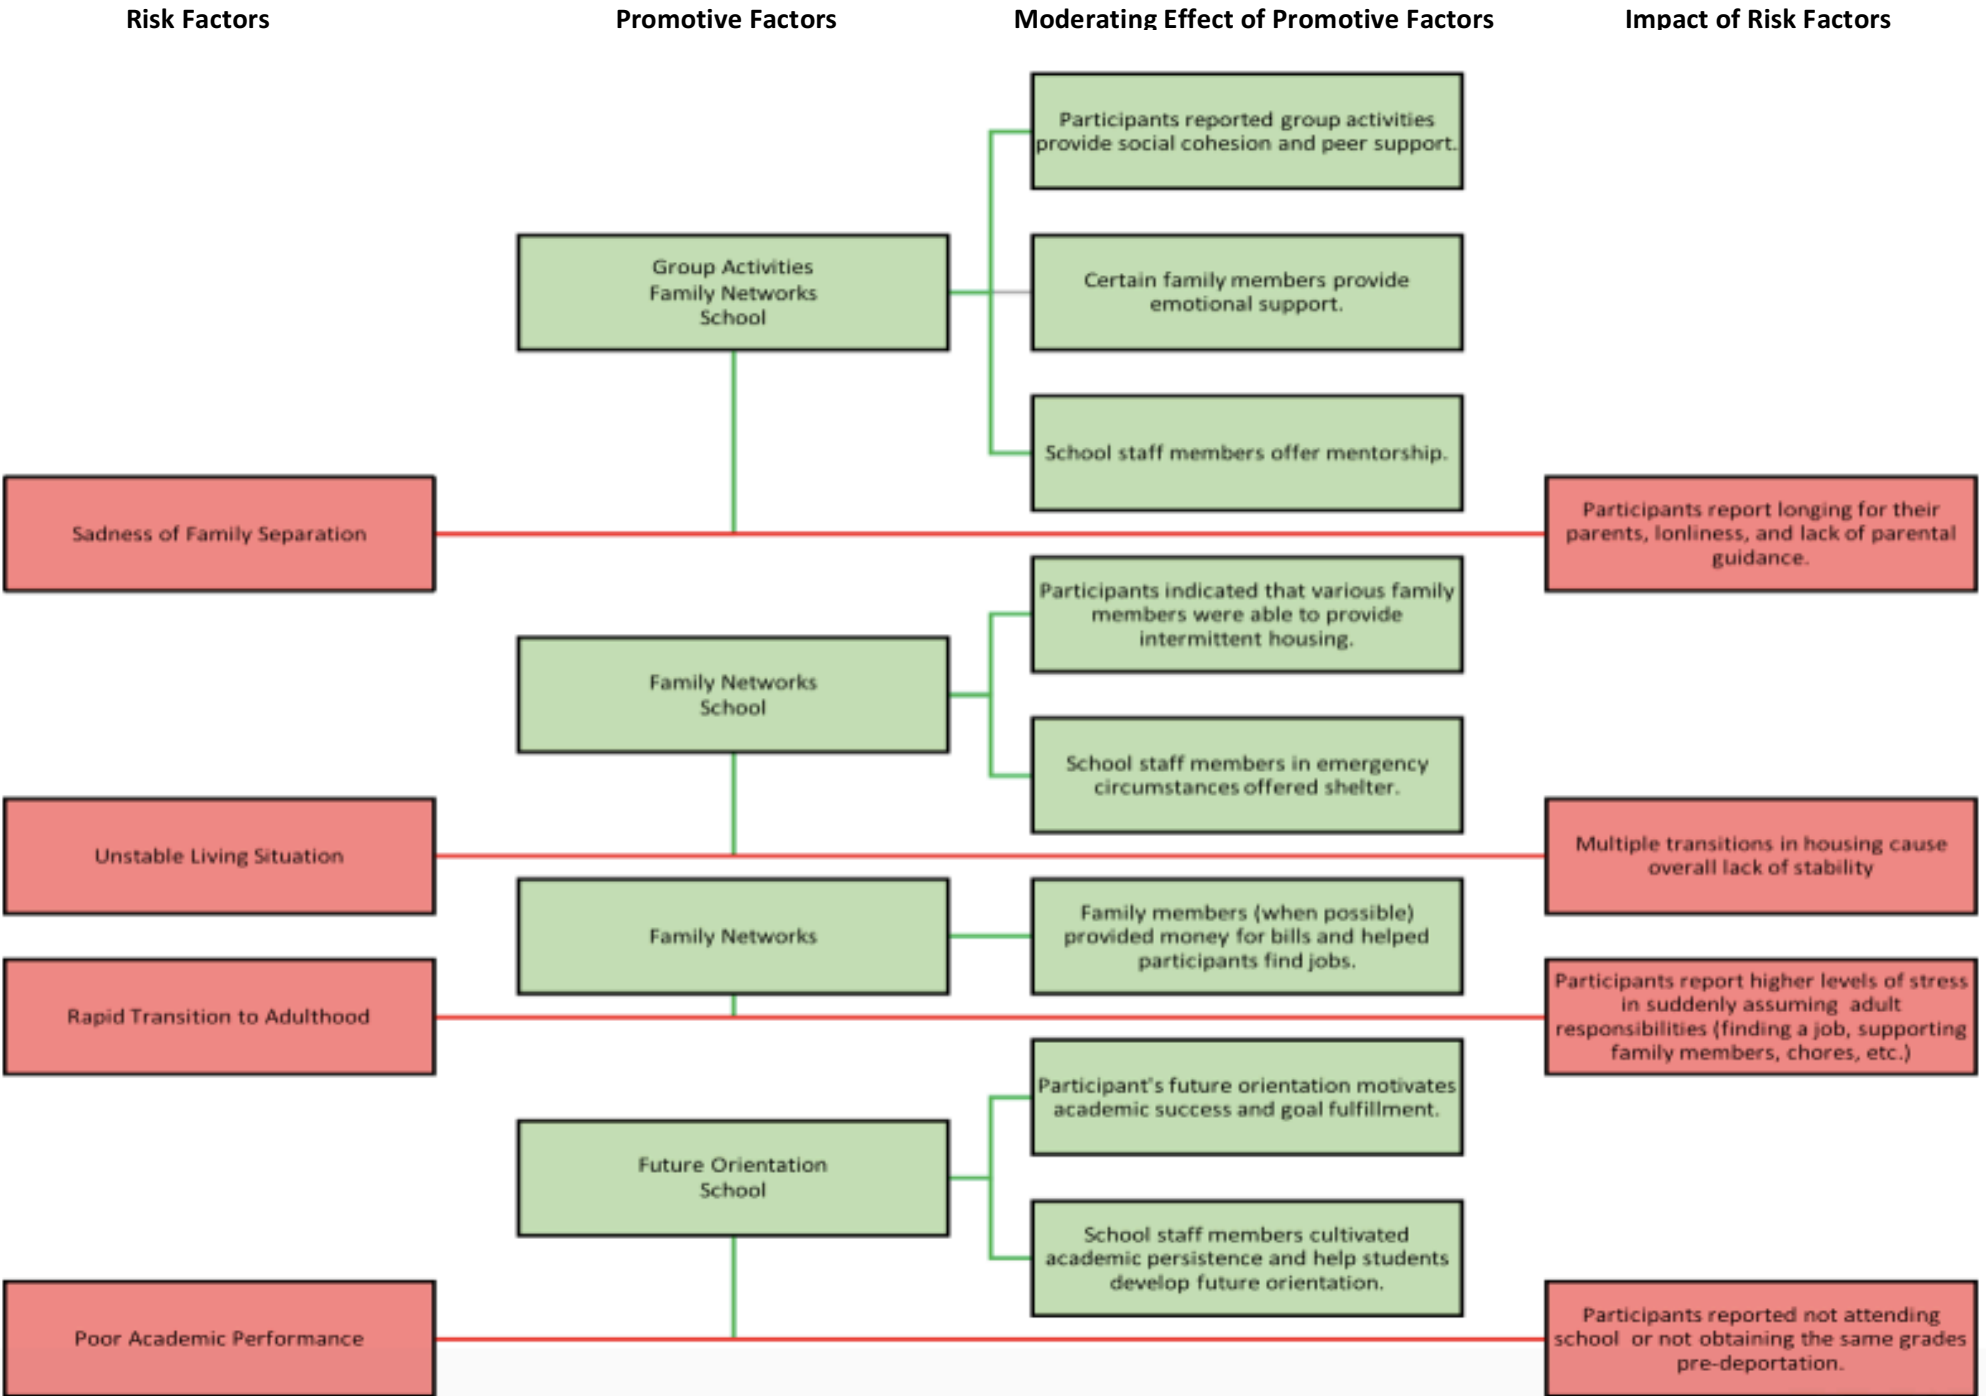 Risk Factors
Promotive Factors
Moderating Effect of Promotive Factors
Impact of Risk Factors
Participants reported group activities
provide social cohesion and peer support.
Group Activities
Family Networks
School
Certain family members provide
emotional support.
School staff members offer mentorship.
Sadness of Family Separation
Participants report longing for their
parents, lonliness, and lack of parental
guidance.
Participants indicated that various family
members were able to provide
intermittent housing.
Family Networks
School
School staff members in emergency
circumstances offered shelter.
Unstable Living Situation
Multiple transitions in housing cause
overall lack of stability
Family Networks
Family members (when possible)
provided money for bills and helped
participants find jobs.
Rapid Transition to Adulthood
Participants report higher levels of stress
in suddenly assuming adult
responsibilities (finding a job, supporting
family members, chores, etc.)
Participant's future orientation motivates
academic success and goal fulfillment.
Future Orientation
School
School staff members cultivated
academic persistence and help students
develop future orientation.
Poor Academic Performance
Participants reported not attending
school or not obtaining the same grades
pre-deportation.